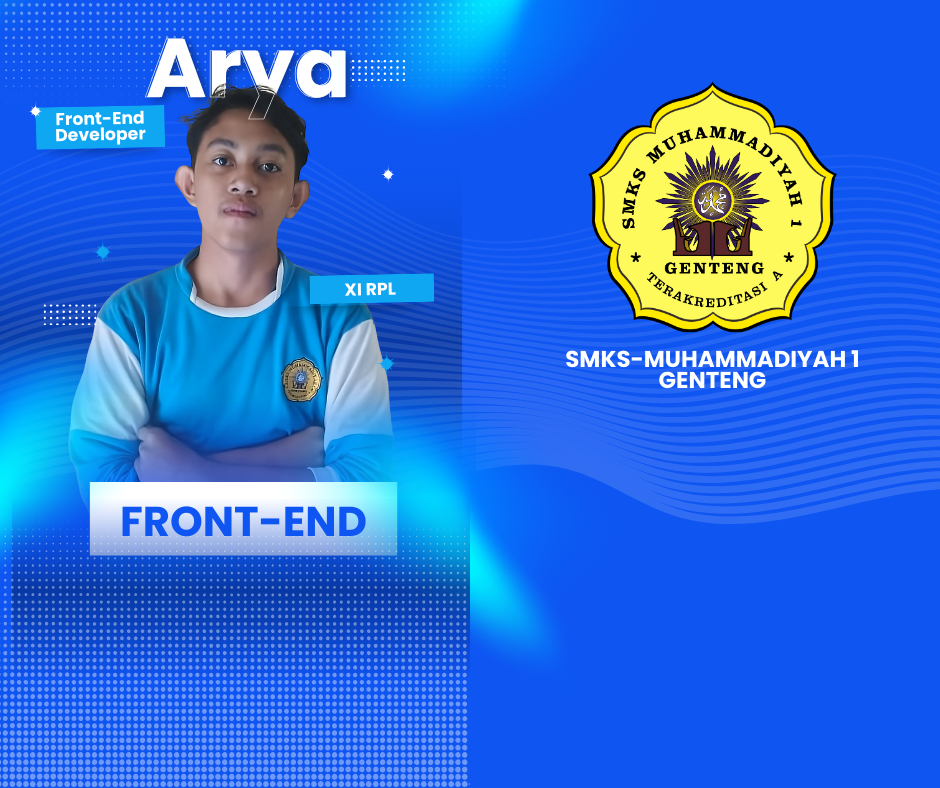 Arya
Front-End
Developer
XI RPL
FRONT-END
SMKS MUHAMMADIYAH 1
GENTENG
TERAKREDITASI A
SMKS-MUHAMMADIYAH 1
GENTENG